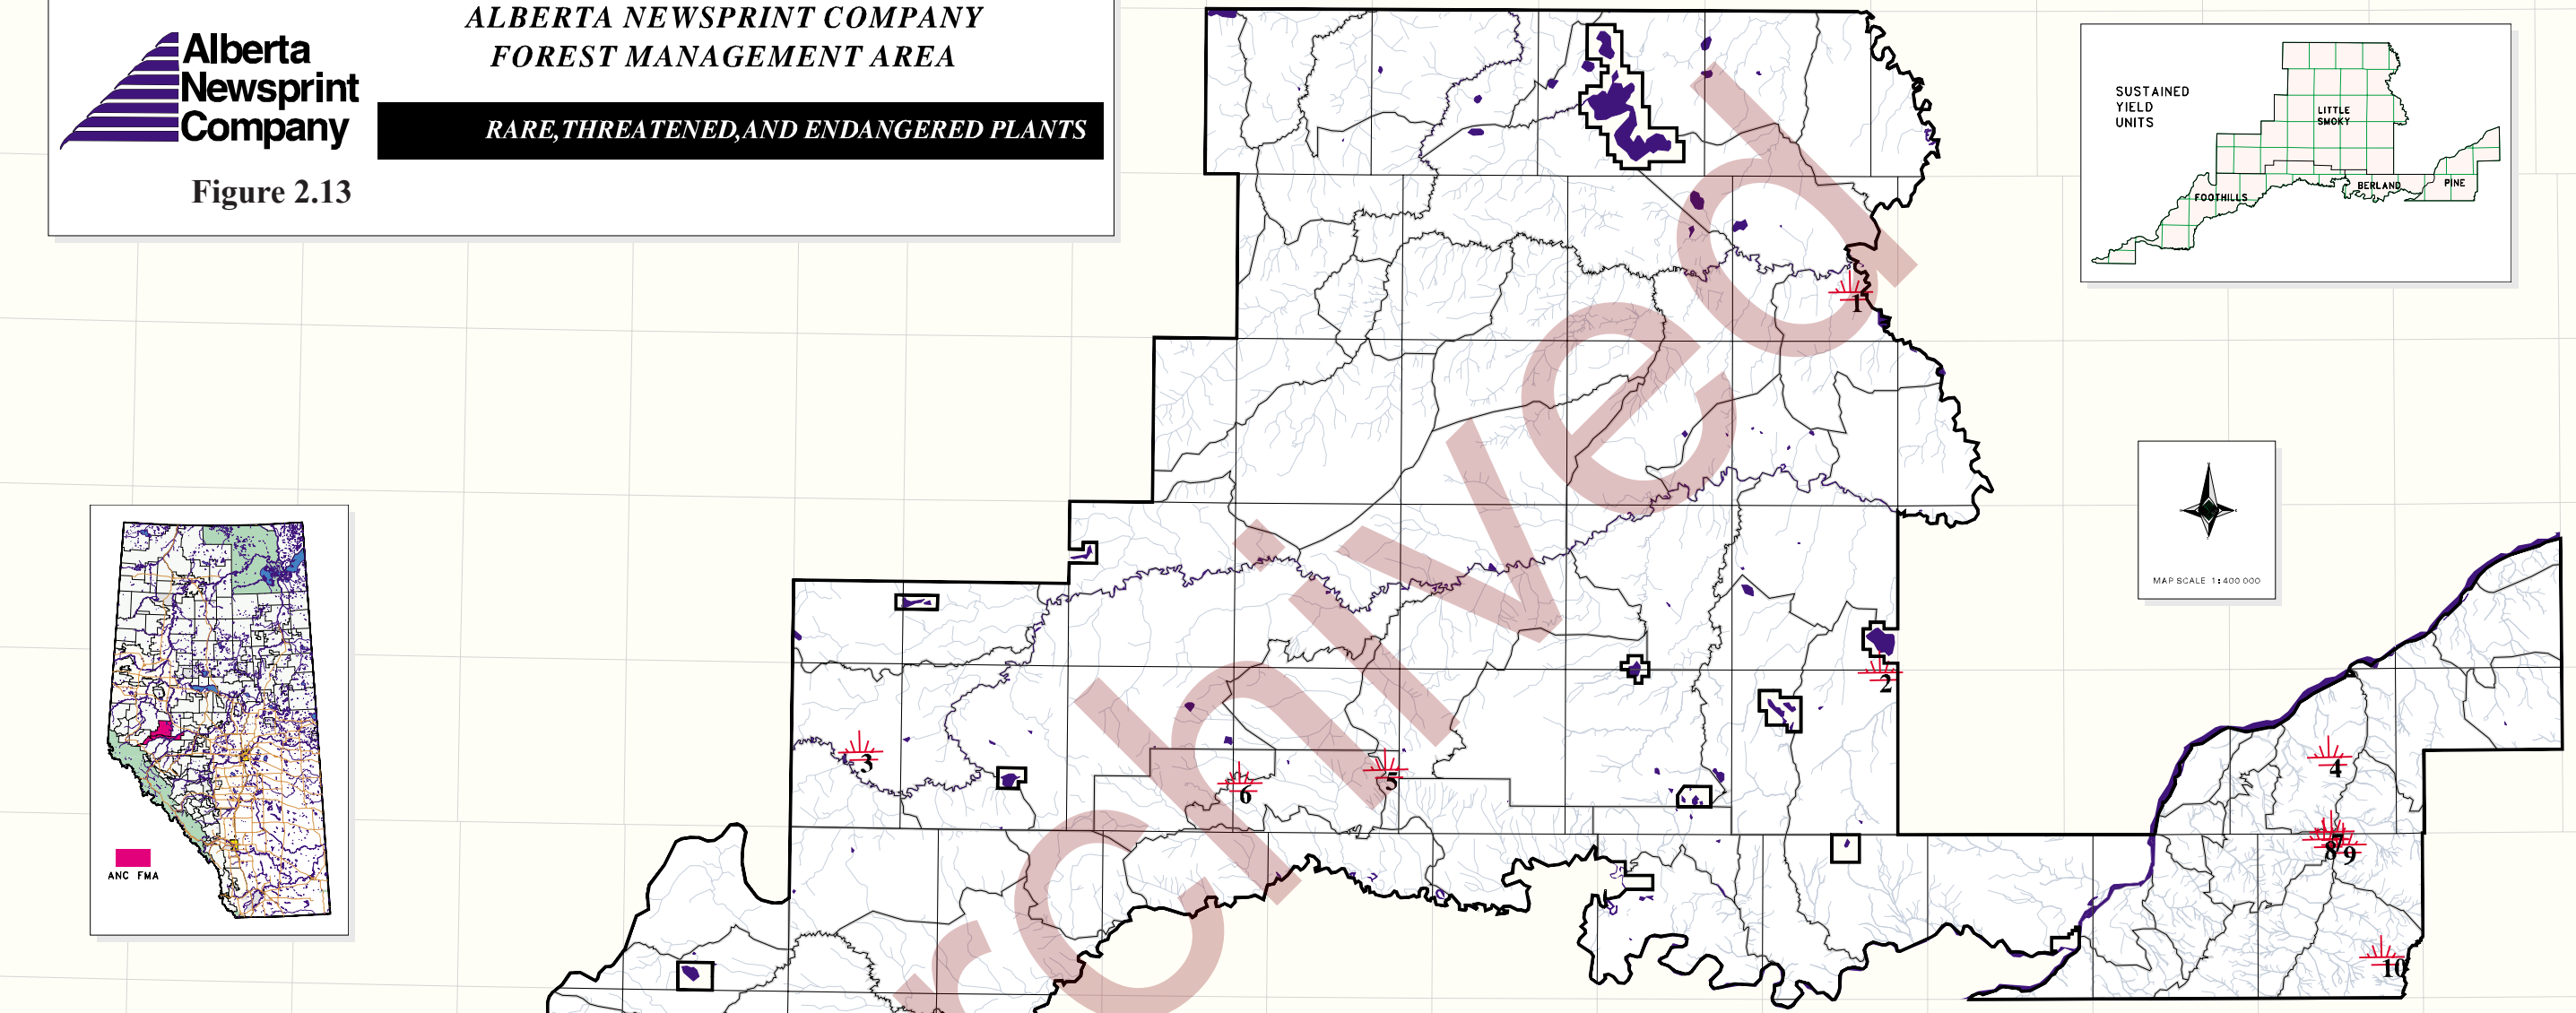 ALBERTA NEWSPRINT COMPANY
FOREST MANAGEMENT AREA
Alberta
Newsprint
Company
RARE,THREATENED,AND ENDANGERED PLANTS
Figure 2.13
SUSTAINED
YIELD
UNITS
LITTLE
SMOKY
BERLAND
PINE
FOOTHILLS
1
MAP SCALE 1:400 000
2
3
4
5
6
7
8 9
10
ANC FMA
rchived